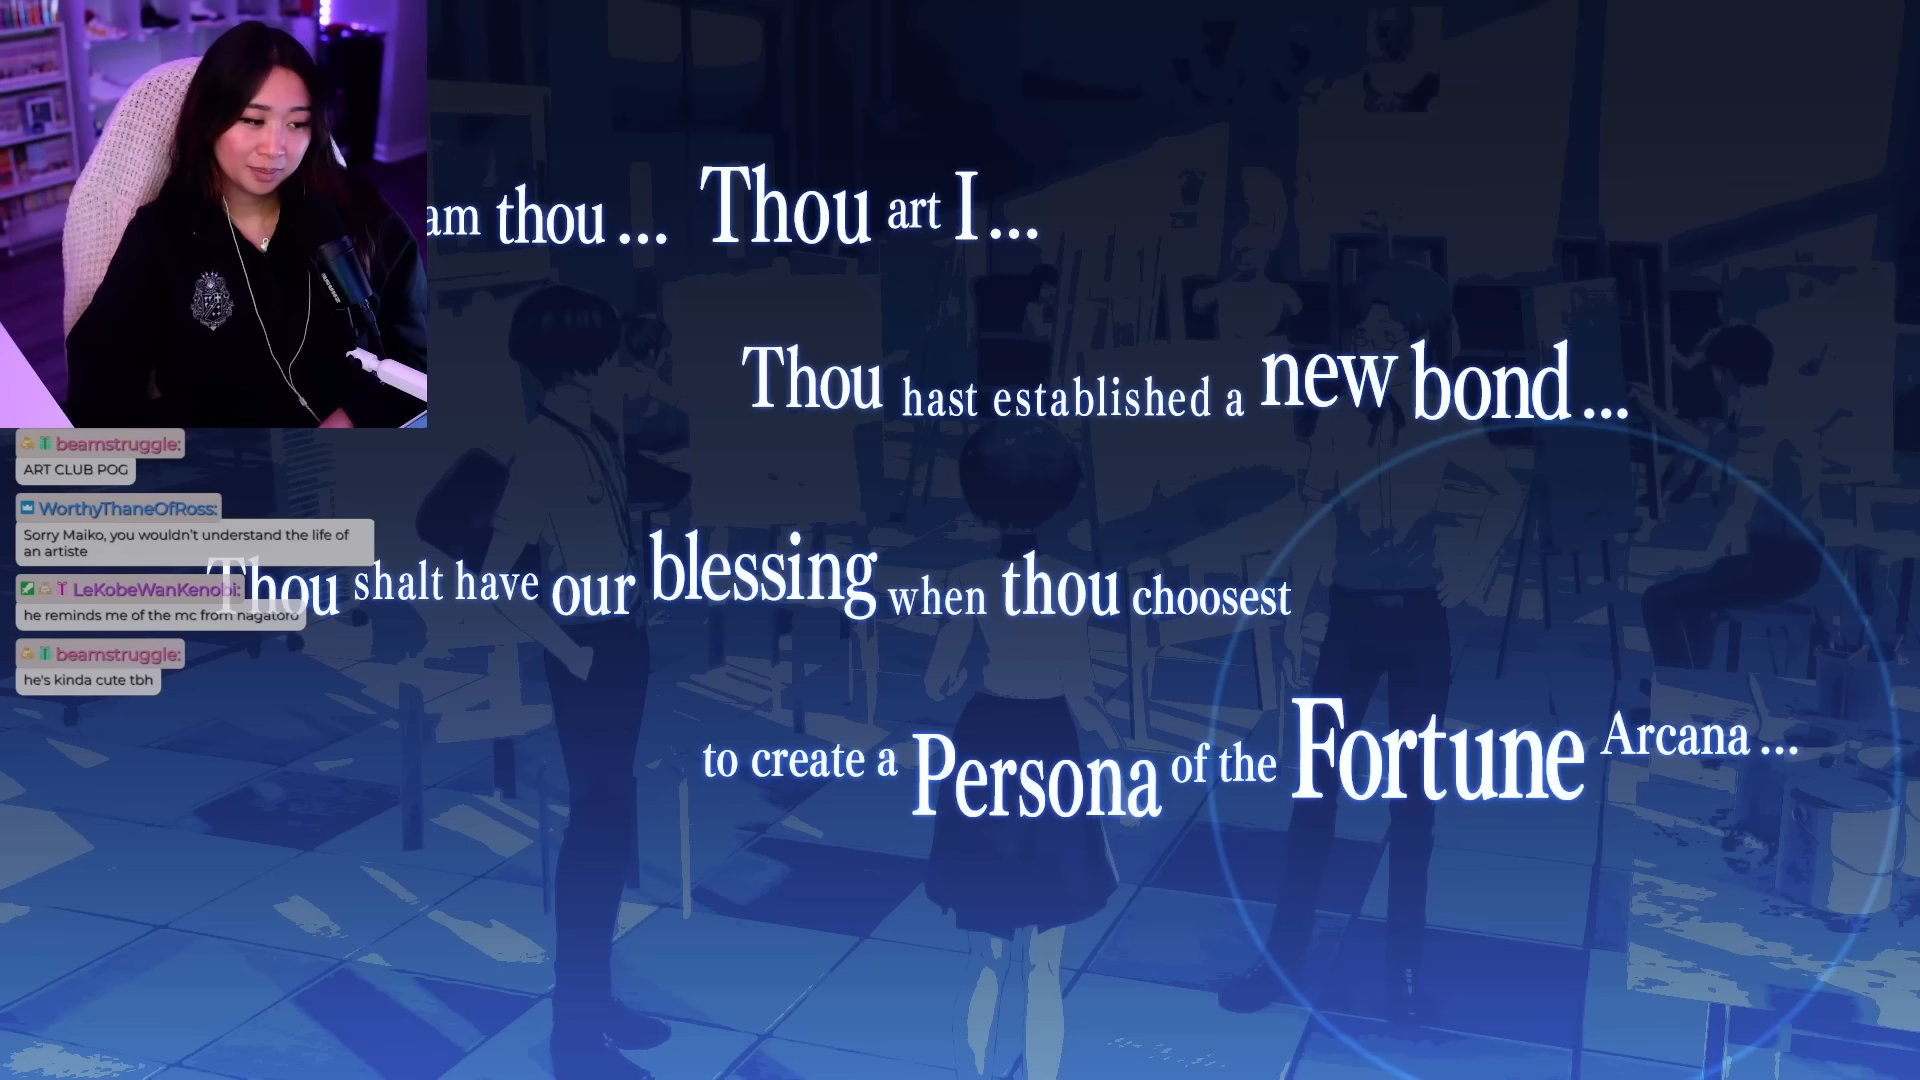 am thou... Thou art I...
Thou hast established a new bond...
Thou shalt have our blessing when thou choosest
to create a Persona of the Fortune Arcana...
beamstruggle:
ART CLUB POG
WorthyThaneOfRoss:
Sorry Maiko, you wouldn't understand the life of
an artiste
LeKobeWanKenobi:
he reminds me of the mc from nagatoro
beamstruggle:
he's kinda cute tbh